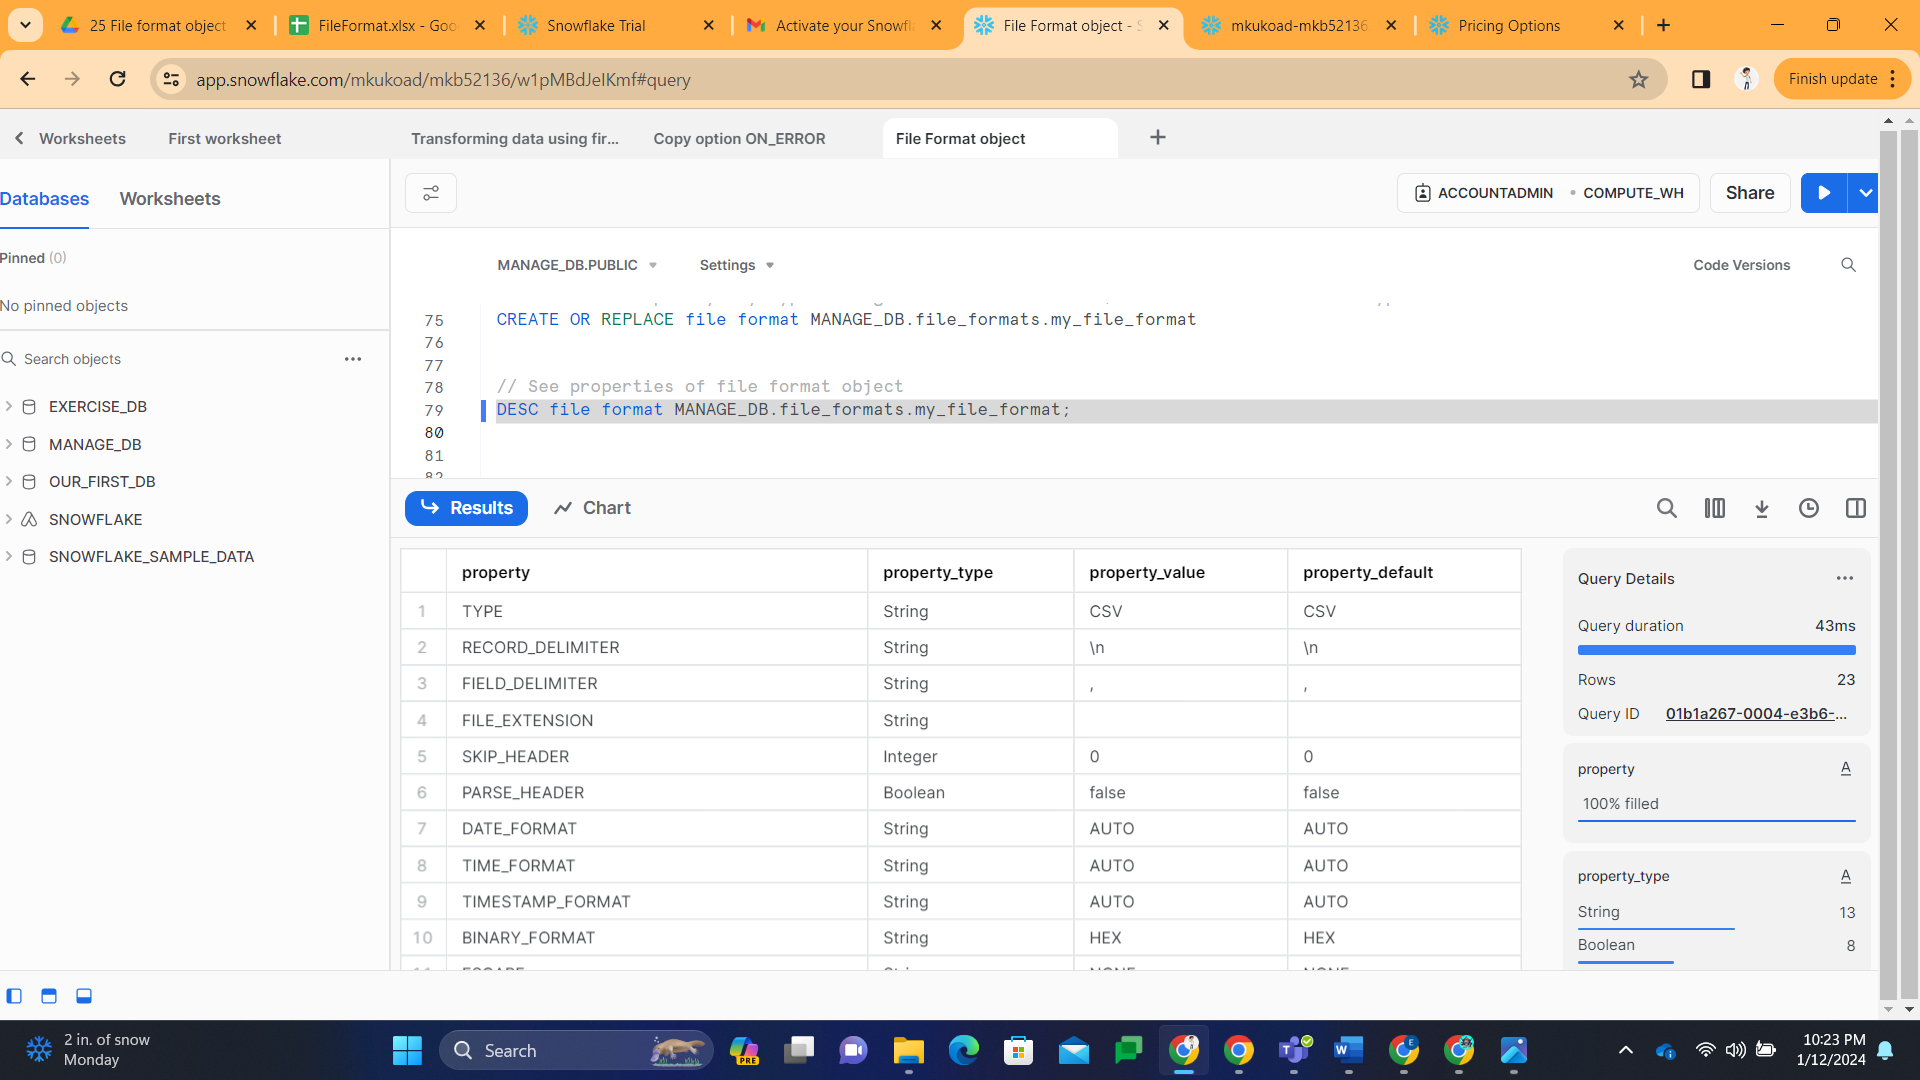 25 File format object
FileFormat.xlsx - Goo
Snowflake Trial
Activate your Snowfl
File Format object - S
mkukoad-mkb52136
Pricing Options
app.snowflake.com/mkukoad/mkb52136/w1pMBdJeIKmf#query
Finish update
Worksheets
First worksheet
Transforming data using fir...
Copy option ON_ERROR
File Format object
Databases
Worksheets
ACCOUNTADMIN • COMPUTE_WH
Share
Pinned (0)
No pinned objects
Search objects
EXERCISE_DB
MANAGE_DB
OUR_FIRST_DB
SNOWFLAKE
SNOWFLAKE_SAMPLE_DATA
MANAGE_DB.PUBLIC
Settings
Code Versions
75 CREATE OR REPLACE file format MANAGE_DB.file_formats.my_file_format
76
77
78 // See properties of file format object
79 DESC file format MANAGE_DB.file_formats.my_file_format;
80
81
82
Results
Chart
property property_type property_value property_default
1 TYPE String CSV CSV
2 RECORD_DELIMITER String \n \n
3 FIELD_DELIMITER String , ,
4 FILE_EXTENSION String
5 SKIP_HEADER Integer 0 0
6 PARSE_HEADER Boolean false false
7 DATE_FORMAT String AUTO AUTO
8 TIME_FORMAT String AUTO AUTO
9 TIMESTAMP_FORMAT String AUTO AUTO
10 BINARY_FORMAT String HEX HEX
Query Details
Query duration 43ms
Rows 23
Query ID 01b1a267-0004-e3b6-...
property A
100% filled
property_type A
String 13
Boolean 8
2 in. of snow
Monday
Search
PRE
10:23 PM
1/12/2024